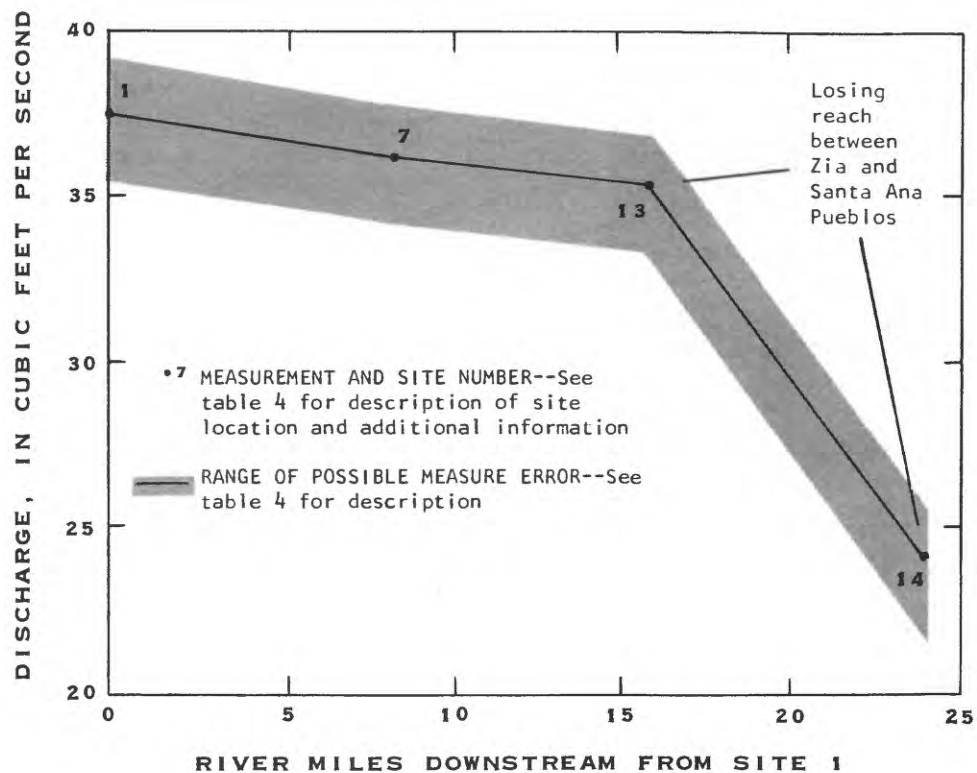 DISCHARGE, IN CUBIC FEET PER SECOND
40
35
30
25
20
1
7
13
14
Losing
reach
between
Zia and
Santa Ana
Pueblos
•7 MEASUREMENT AND SITE NUMBER--See
table 4 for description of site
location and additional information
RANGE OF POSSIBLE MEASURE ERROR--See
table 4 for description
0 5 10 15 20 25
RIVER MILES DOWNSTREAM FROM SITE 1